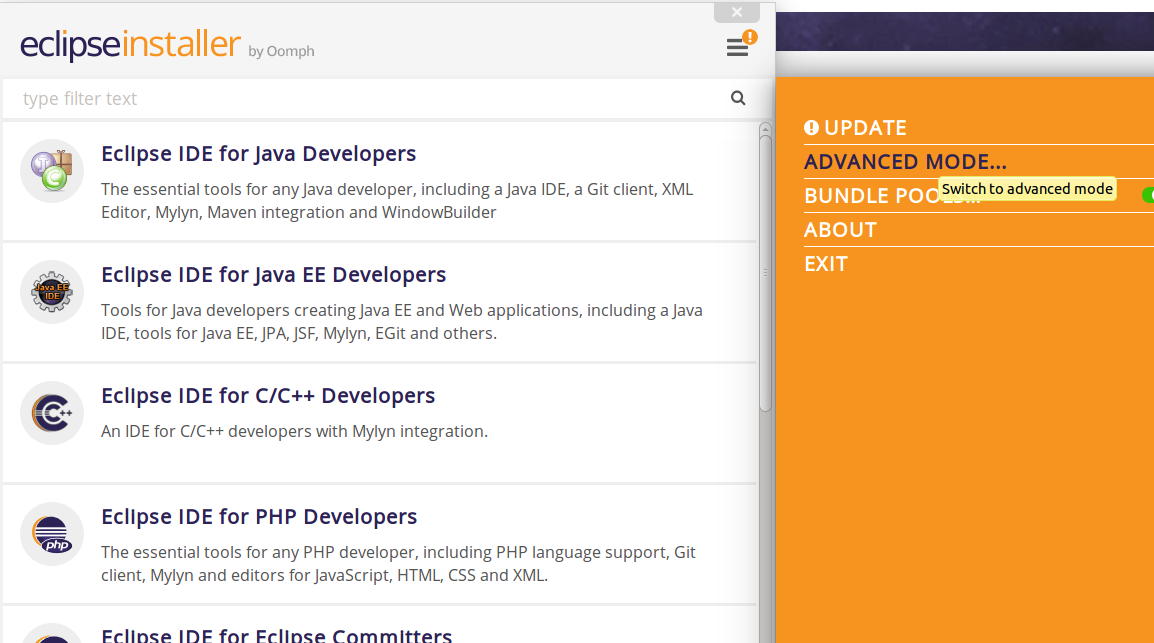 eclipseinstaller by Oomph
type filter text
Eclipse IDE for Java Developers
The essential tools for any Java developer, including a Java IDE, a Git client, XML
Editor, Mylyn, Maven integration and WindowBuilder
Java EE
IDE
Eclipse IDE for Java EE Developers
Tools for Java developers creating Java EE and Web applications, including a Java
IDE, tools for Java EE, JPA, JSF, Mylyn, EGit and others.
C++
Eclipse IDE for C/C++ Developers
An IDE for C/C++ developers with Mylyn integration.
php
Eclipse IDE for PHP Developers
The essential tools for any PHP developer, including PHP language support, Git
client, Mylyn and editors for JavaScript, HTML, CSS and XML.
Eclipse IDE for Eclipse Committers
UPDATE
ADVANCED MODE...
Switch to advanced mode
BUNDLE POOLS...
ABOUT
EXIT